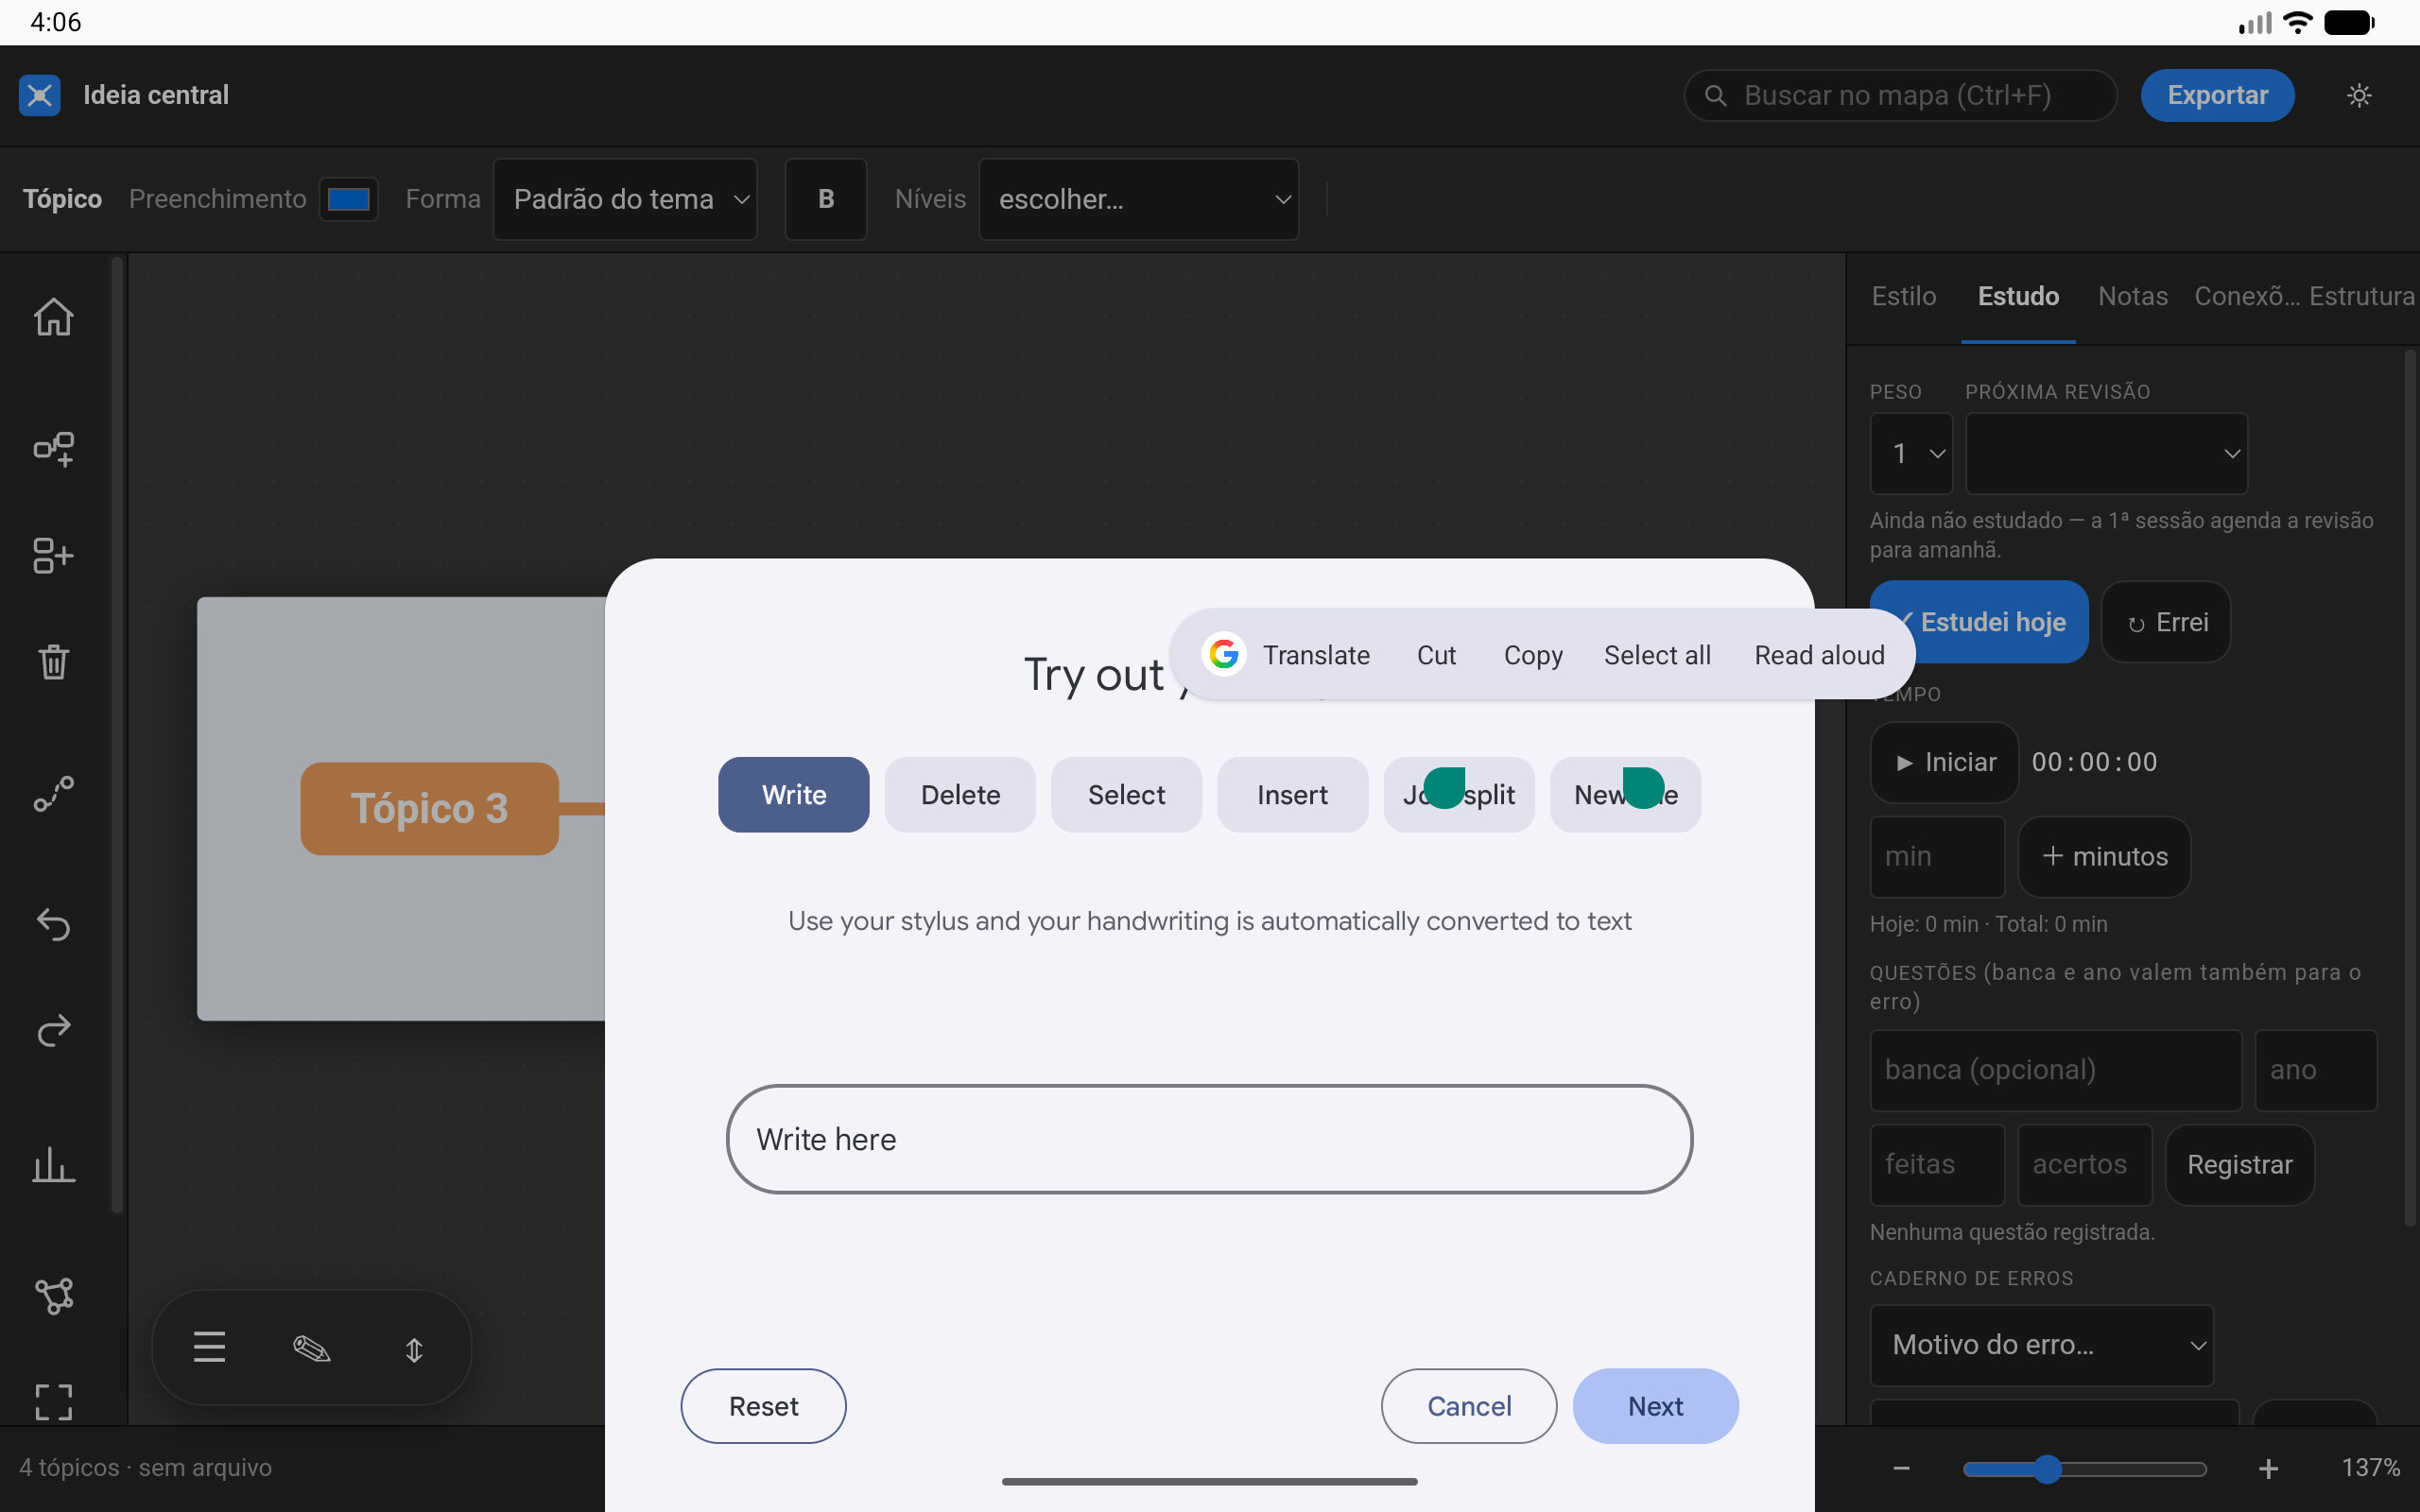 4:06
Ideia central
Buscar no mapa (Ctrl+F)
Exportar
Tópico Preenchimento Forma Padrão do tema B Níveis escolher...
Estilo Estudo Notas Conexõ... Estrutura
PESO PRÓXIMA REVISÃO
1
Ainda não estudado — a 1ª sessão agenda a revisão
para amanhã.
Estudei hoje Errei
Translate Cut Copy Select all Read aloud
Try out
Write Delete Select Insert split New
Iniciar 00:00:00
Tópico 3
min + minutos
Use your stylus and your handwriting is automatically converted to text
Hoje: 0 min · Total: 0 min
QUESTÕES (banca e ano valem também para o
erro)
banca (opcional) ano
Write here
feitas acertos Registrar
Nenhuma questão registrada.
CADERNO DE ERROS
Motivo do erro...
Reset Cancel Next
4 tópicos · sem arquivo
137%